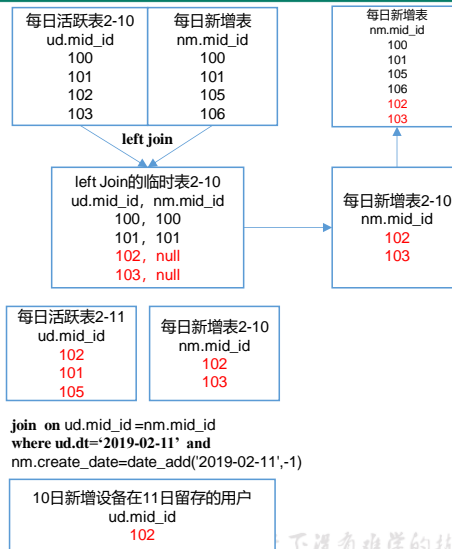 每日活跃表2-10
ud.mid_id
100
101
102
103
每日新增表
nm.mid_id
100
101
105
106
每日新增表
nm.mid_id
100
101
105
106
102
103
left join
left Join的临时表2-10
ud.mid_id，nm.mid_id
100，100
101，101
102，null
103，null
每日新增表2-10
nm.mid_id
102
103
每日活跃表2-11
ud.mid_id
102
101
105
每日新增表2-10
nm.mid_id
102
103
join on ud.mid_id =nm.mid_id
where ud.dt=‘2019-02-11’ and
nm.create_date=date_add('2019-02-11',-1)
10日新增设备在11日留存的用户
ud.mid_id
102
下没有难学的技